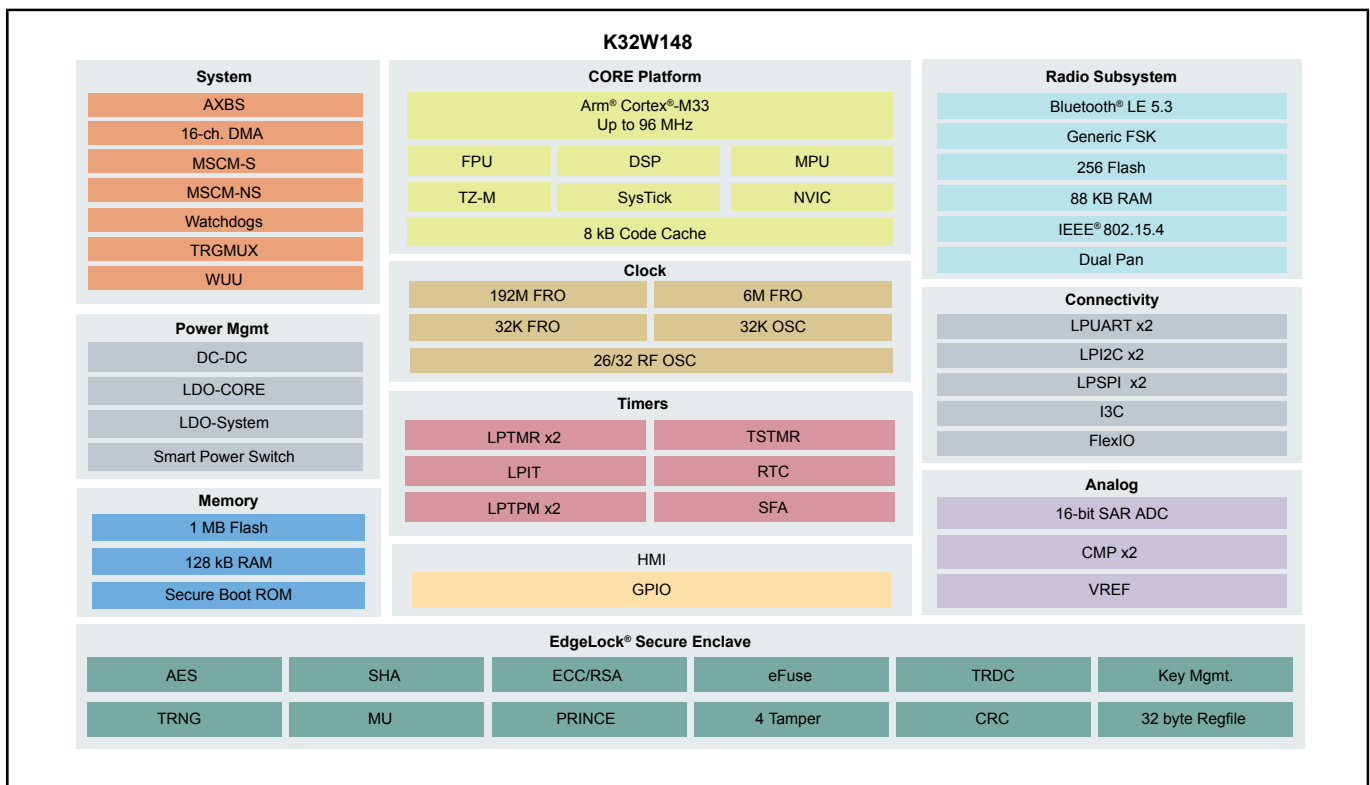 K32W148
System
AXBS
16-ch. DMA
MSCM-S
MSCM-NS
Watchdogs
TRGMUX
WUU
Power Mgmt
DC-DC
LDO-CORE
LDO-System
Smart Power Switch
Memory
1 MB Flash
128 kB RAM
Secure Boot ROM
CORE Platform
Arm® Cortex®-M33
Up to 96 MHz
FPU DSP MPU
TZ-M SysTick NVIC
8 kB Code Cache
Clock
192M FRO 6M FRO
32K FRO 32K OSC
26/32 RF OSC
Timers
LPTMR x2 TSTMR
LPIT RTC
LPTPM x2 SFA
HMI
GPIO
Radio Subsystem
Bluetooth® LE 5.3
Generic FSK
256 Flash
88 KB RAM
IEEE® 802.15.4
Dual Pan
Connectivity
LPUART x2
LPI2C x2
LPSPI x2
I3C
FlexIO
Analog
16-bit SAR ADC
CMP x2
VREF
EdgeLock® Secure Enclave
AES SHA ECC/RSA eFuse TRDC Key Mgmt.
TRNG MU PRINCE 4 Tamper CRC 32 byte Regfile